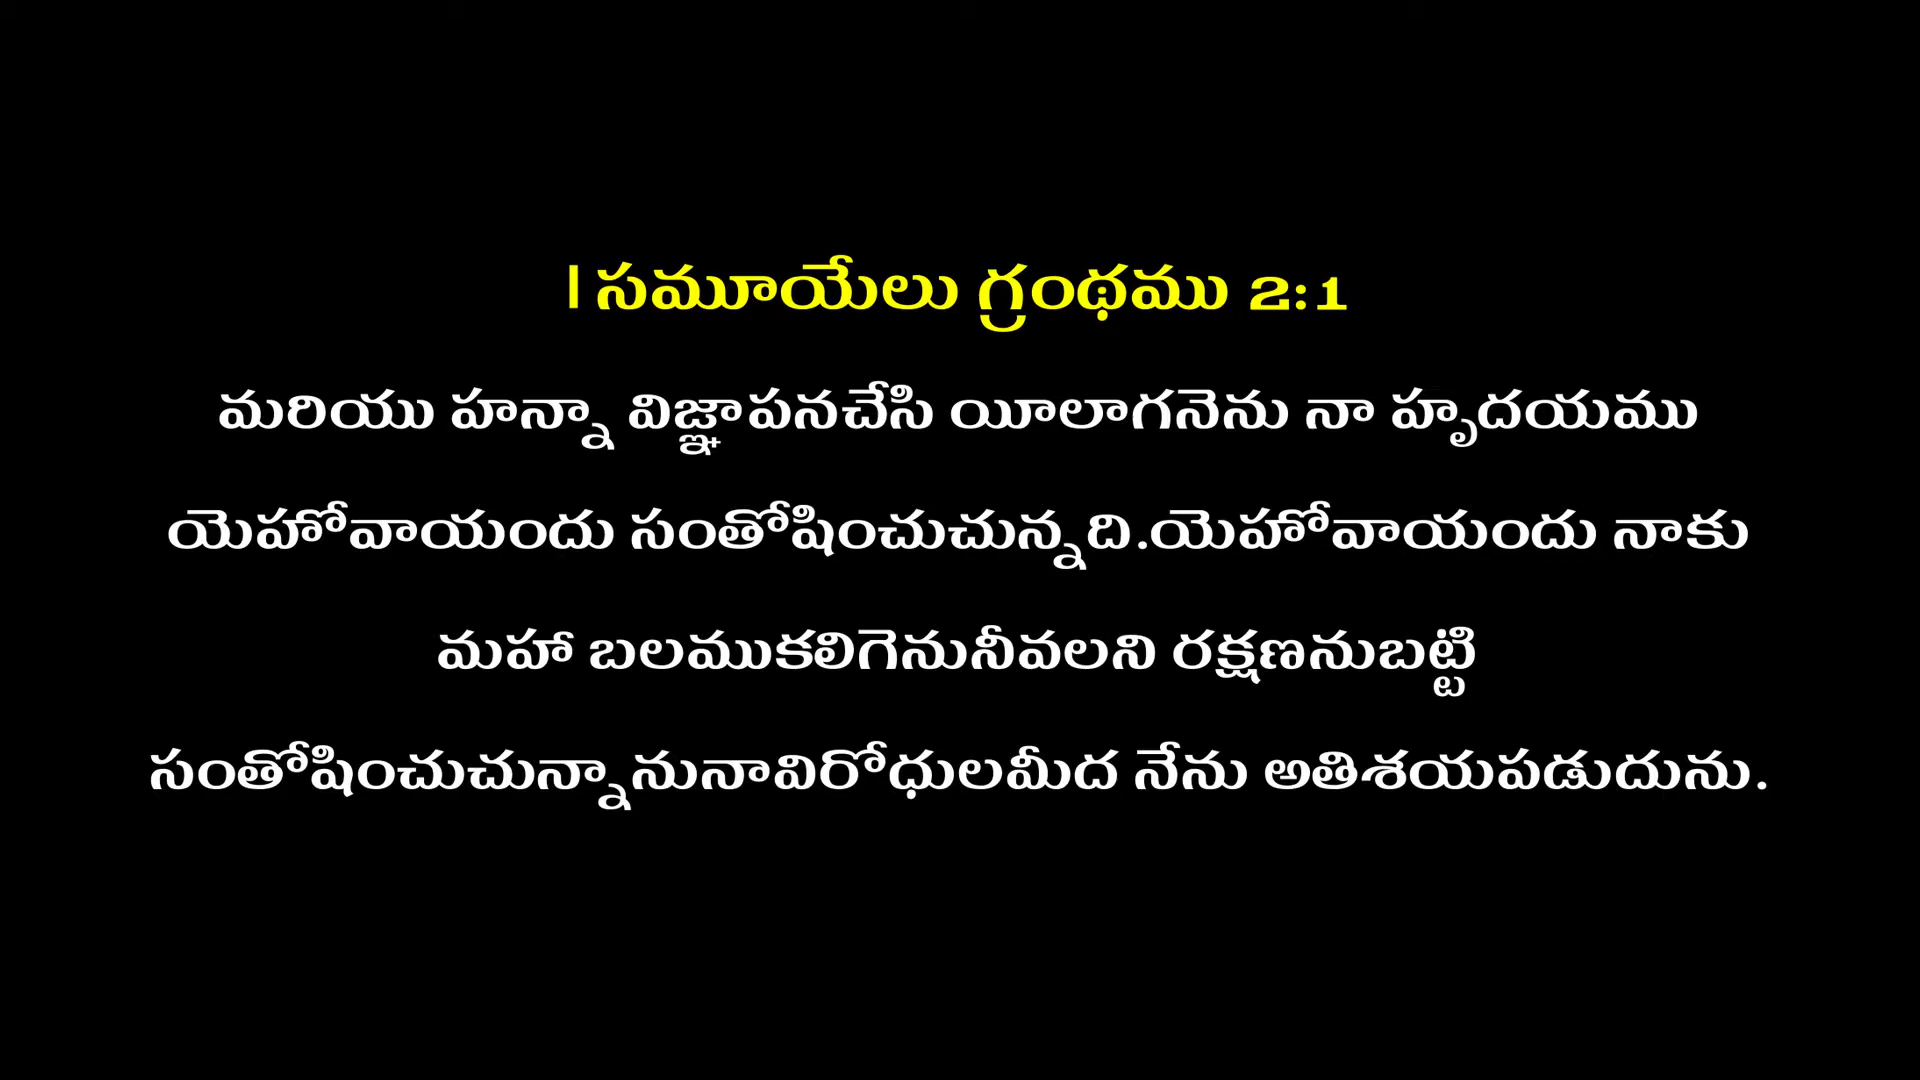 I సమూయేలు గ్రంథము 2:1
మరియు హన్నా విజ్ఞాపనచేసి యీలాగనెను నా హృదయము
యెహోవాయందు సంతోషించుచున్నది.యెహోవాయందు నాకు
మహా బలముకలిగెనునీవలని రక్షణనుబట్టి
సంతోషించుచున్నానునావిరోధులమీద నేను అతిశయపడుదును.